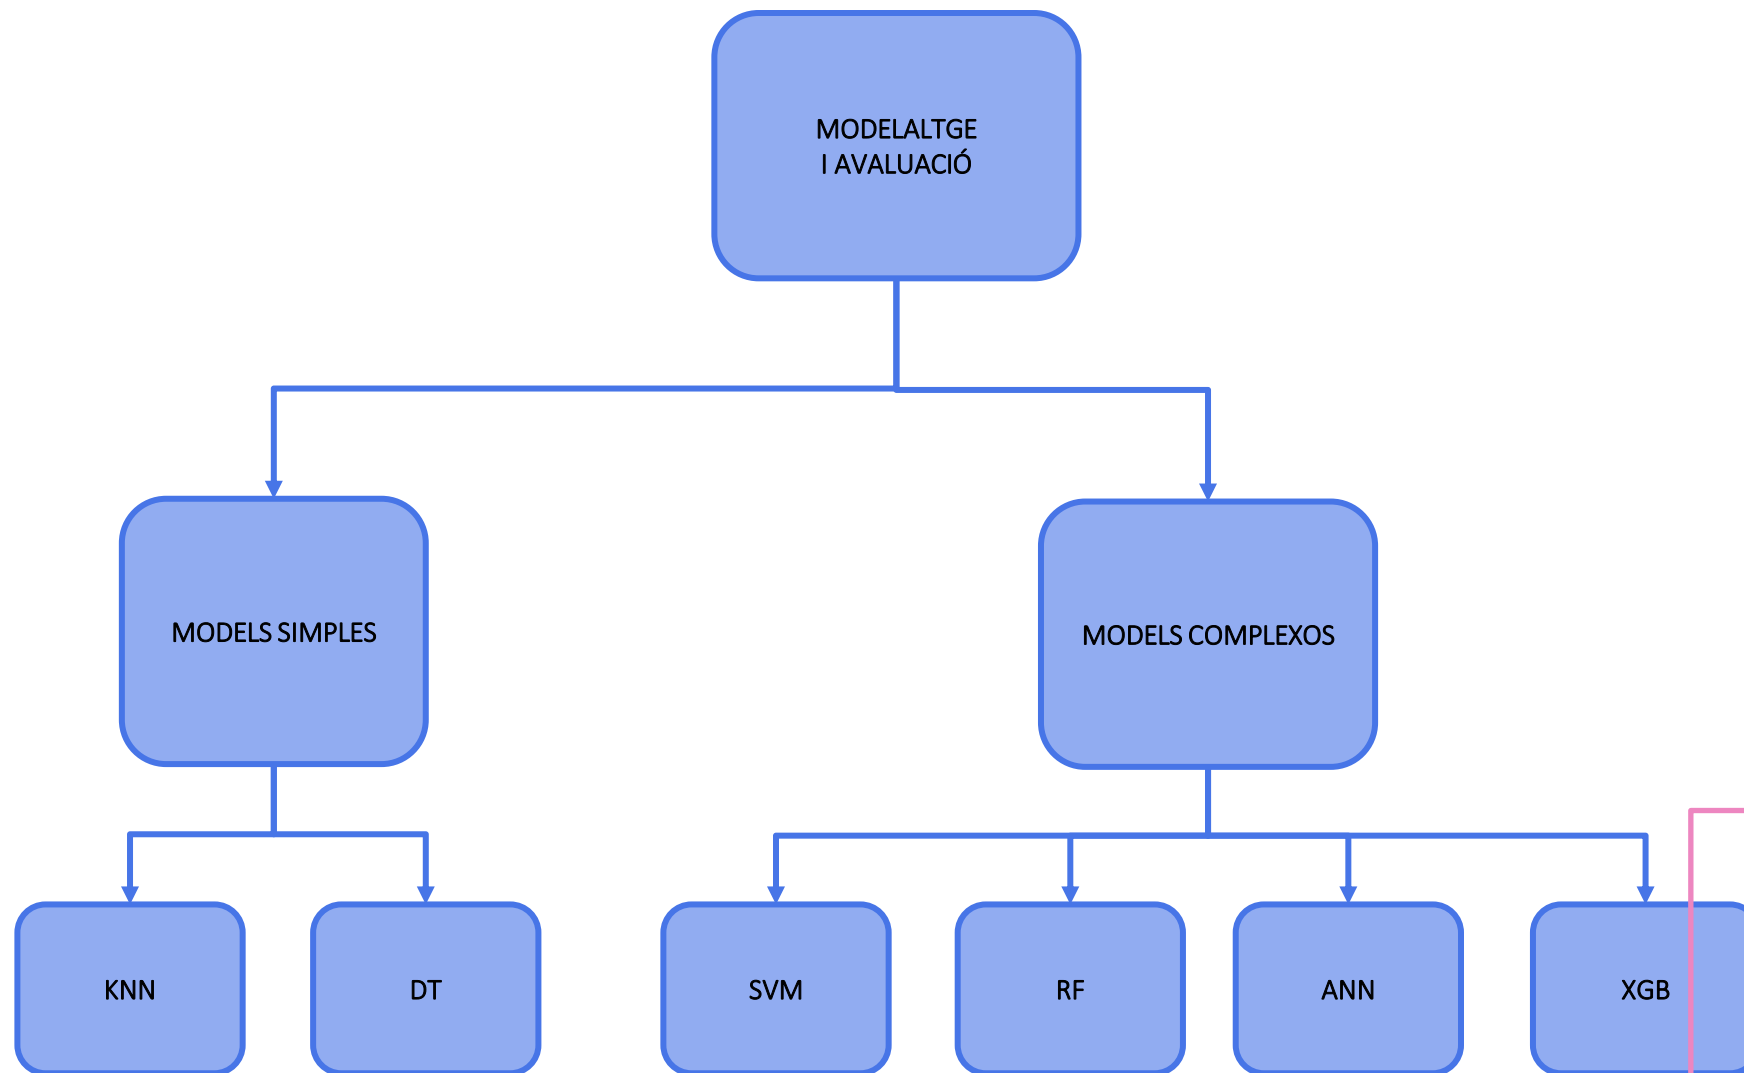 MODELALTGE
I AVALUACIÓ
MODELS SIMPLES
MODELS COMPLEXOS
KNN
DT
SVM
RF
ANN
XGB